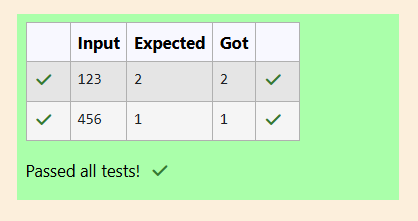 Input Expected Got
123 2 2
456 1 1
Passed all tests!